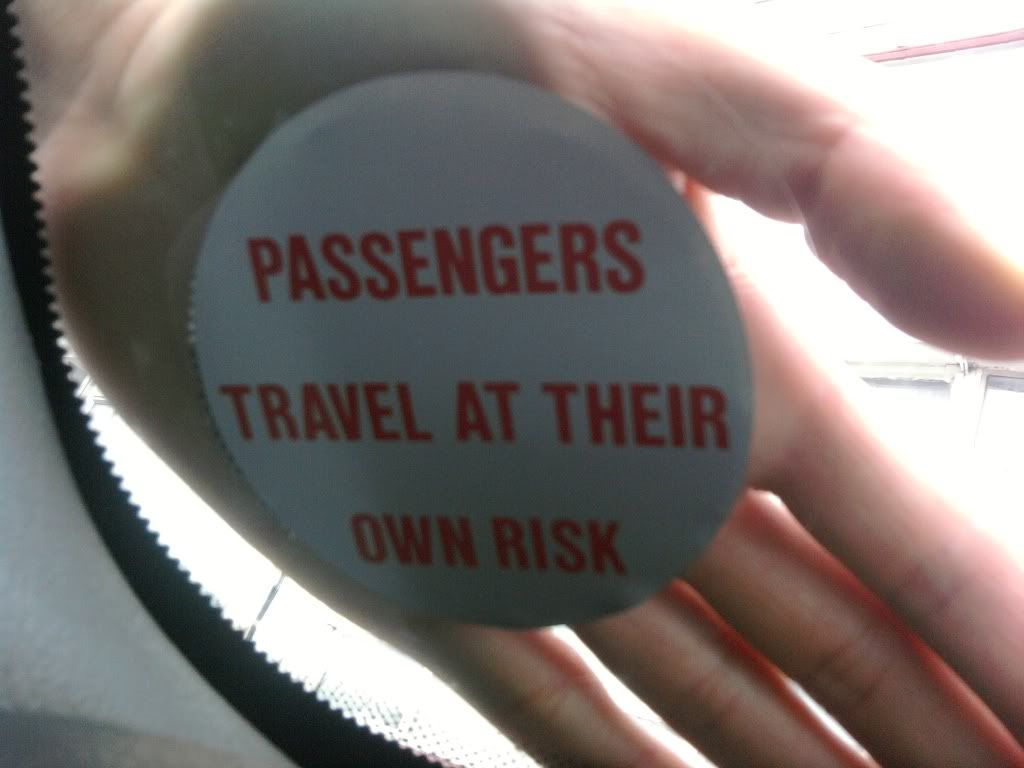 PASSENGERS
TRAVEL AT THEIR
OWN RISK